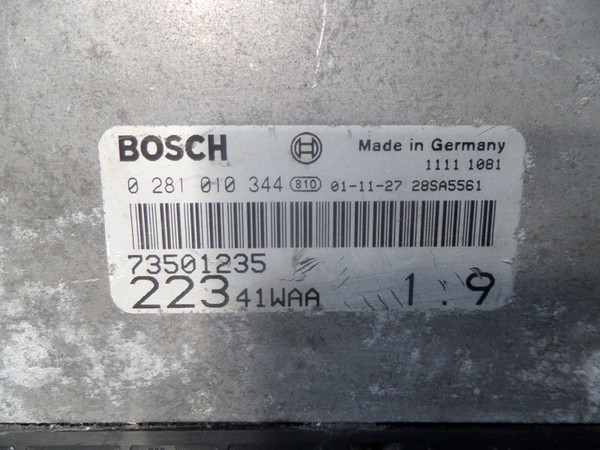 BOSCH Made in Germany
1111 1081
0 281 010 344 810 01-11-27 28SA5561
73501235
223 41WAA 1.9